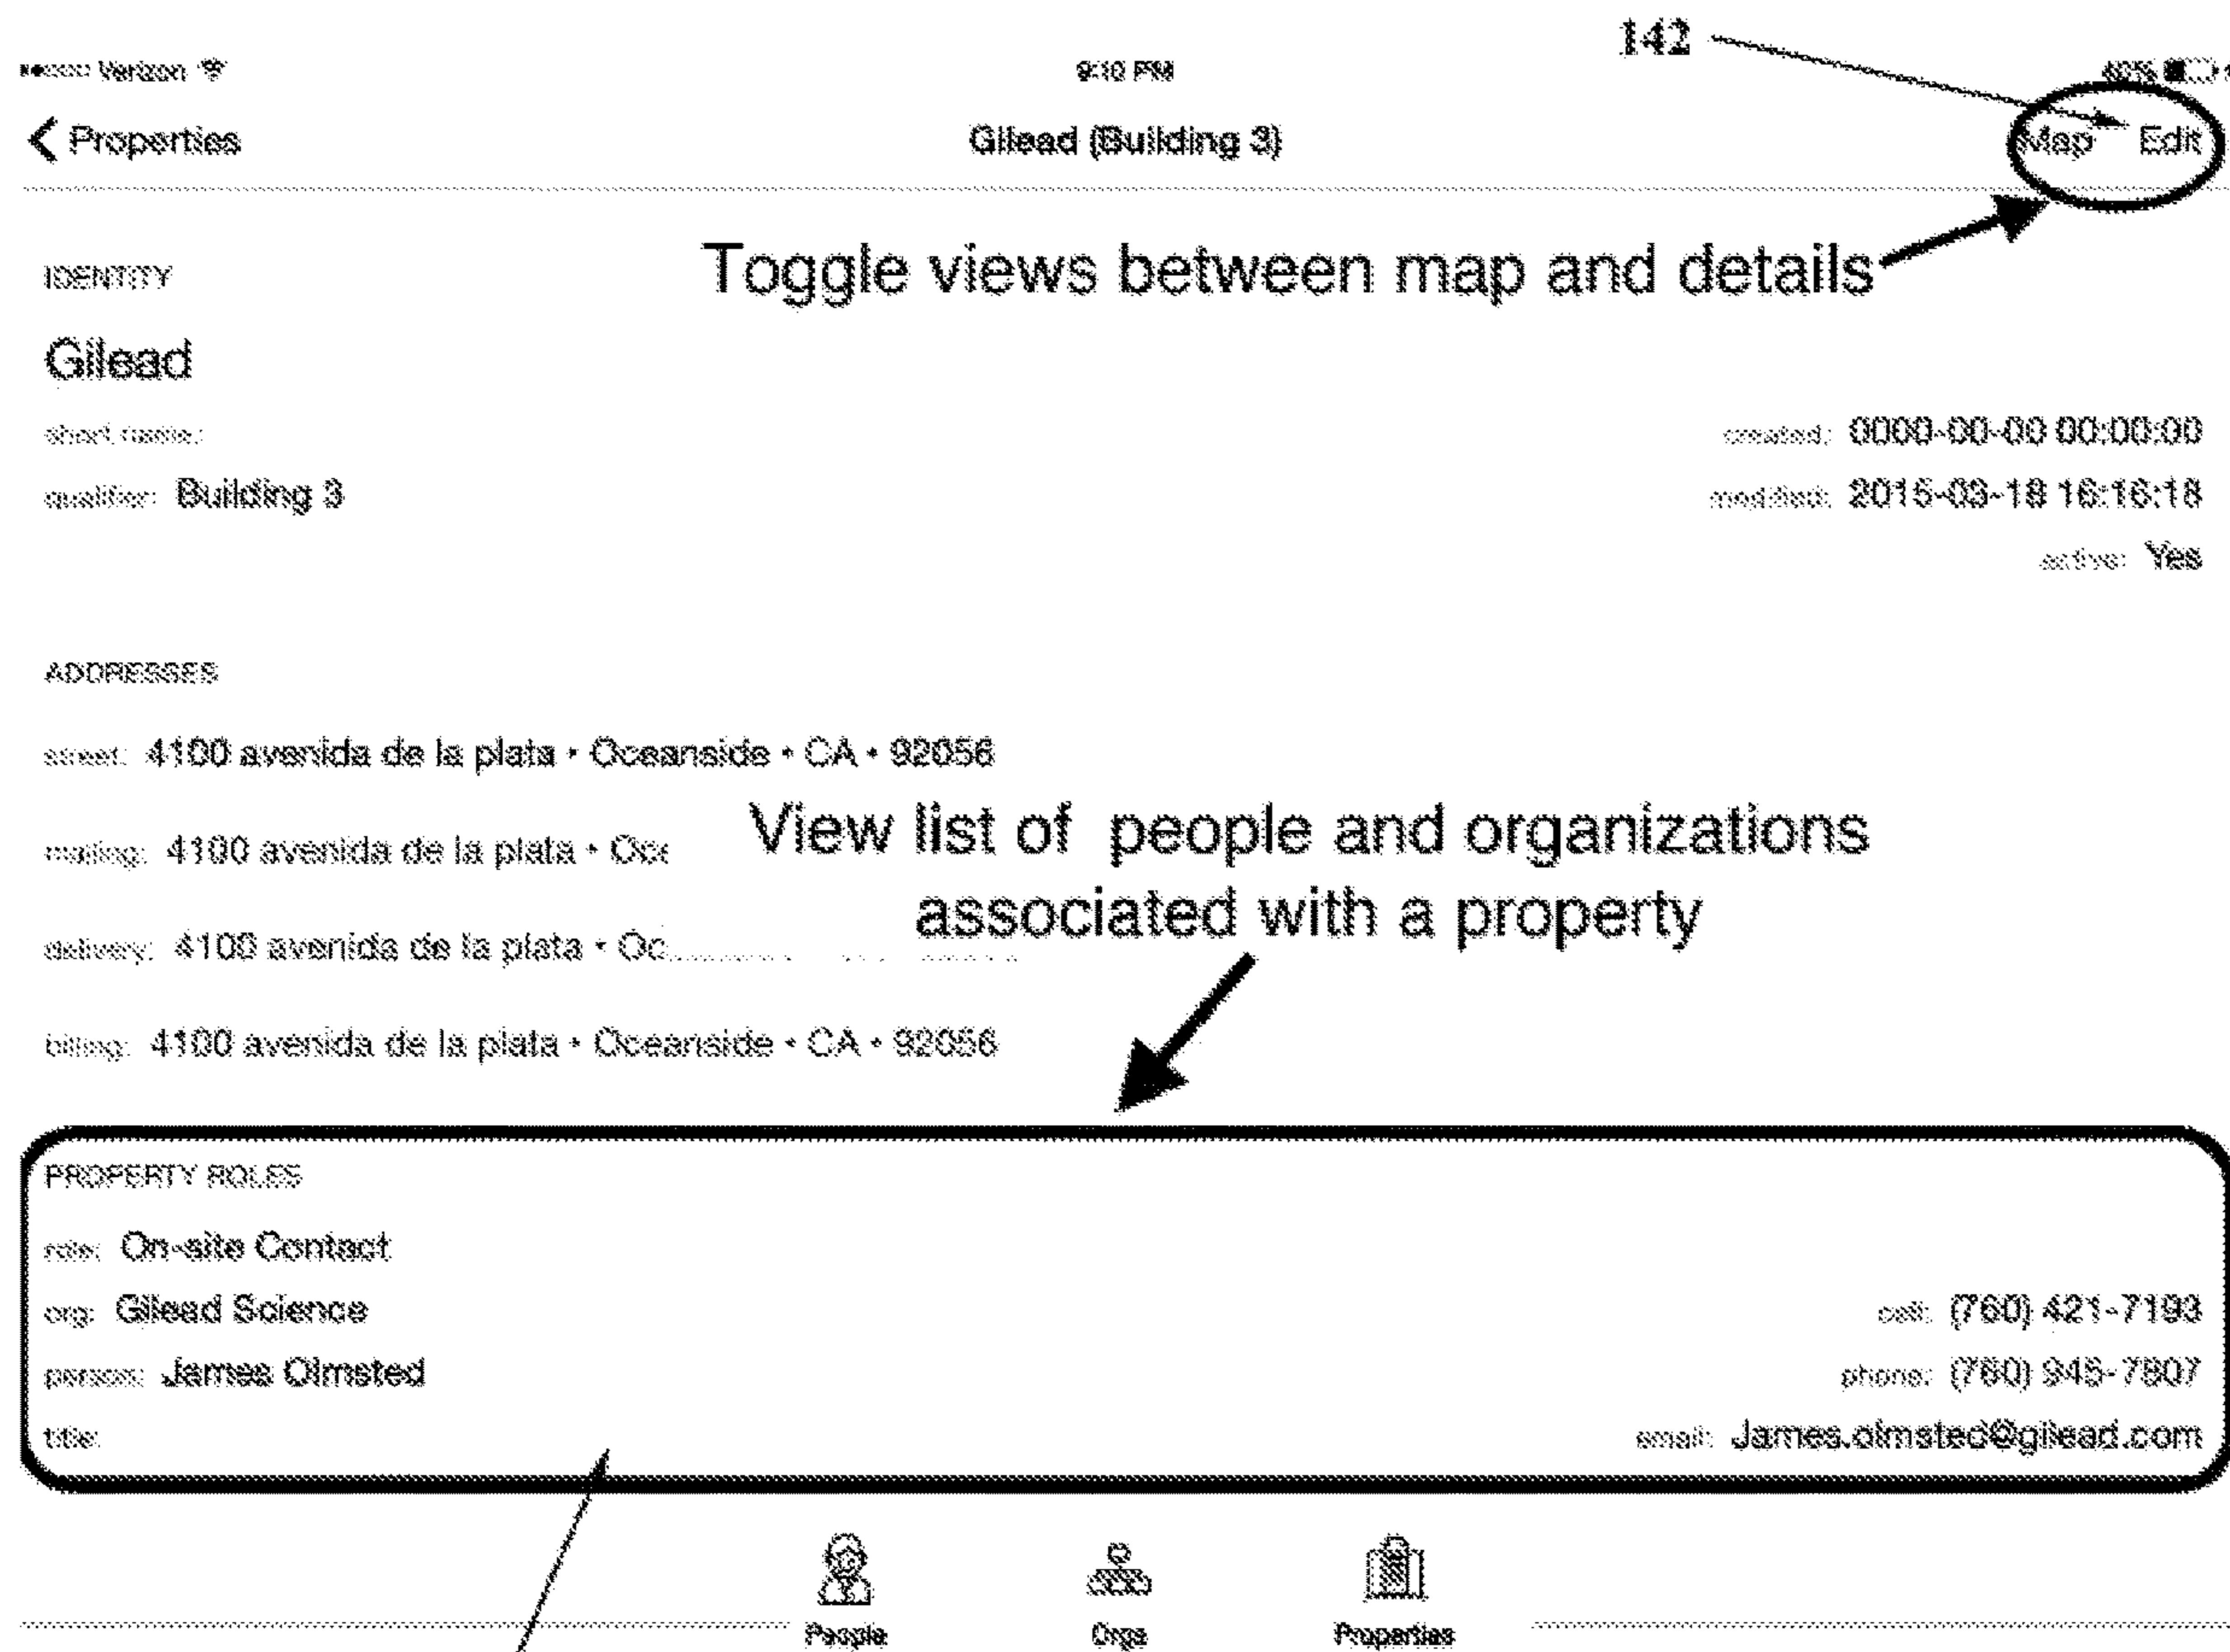 142
Verizon 9:10 PM
Properties Gilead (Building 3) Map Edit
Toggle views between map and details
IDENTITY
Gilead
short name: created: 0000-00-00 00:00:00
qualifier: Building 3 modified: 2015-03-18 16:16:18
active: Yes
ADDRESSES
street: 4100 avenida de la plata • Oceanside • CA • 92056
View list of people and organizations
mailing: 4100 avenida de la plata •
associated with a property
delivery: 4100 avenida de la plata •
billing: 4100 avenida de la plata • Oceanside • CA • 92056
PROPERTY ROLES
role: On-site Contact
org: Gilead Science cell: (760) 421-7193
person: James Olmsted phone: (760) 945-7807
title: email: James.olmsted@gilead.com
People Orgs Properties